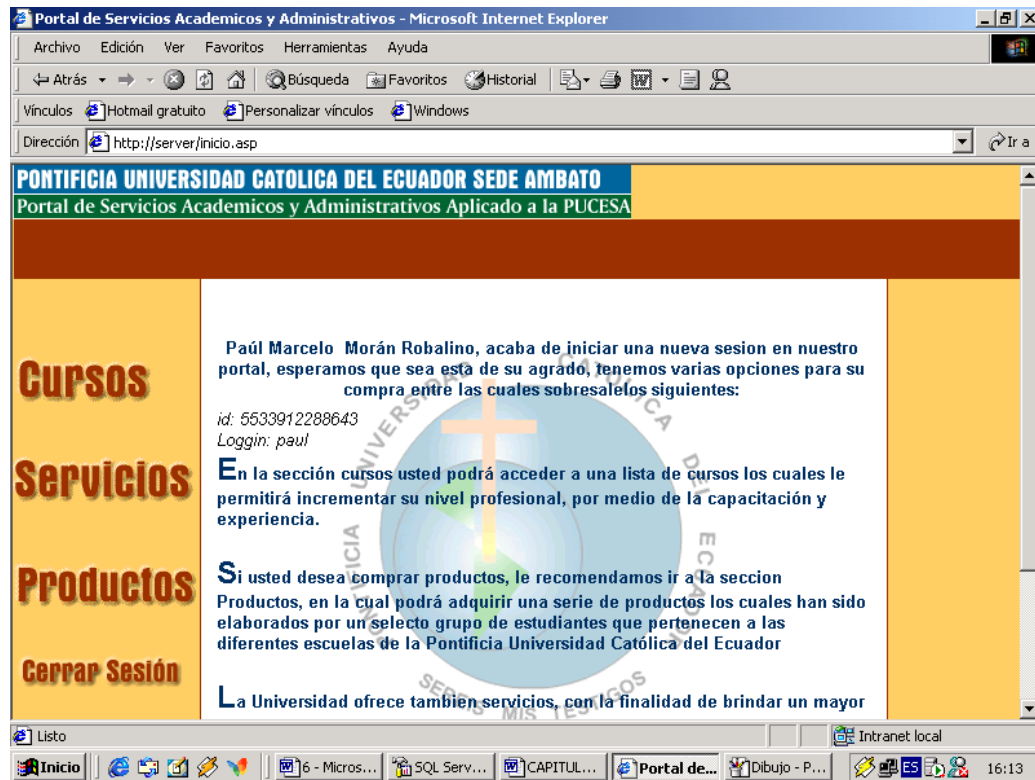 Portal de Servicios Academicos y Administrativos - Microsoft Internet Explorer
Archivo Edición Ver Favoritos Herramientas Ayuda
Atrás Búsqueda Favoritos Historial
Vínculos Hotmail gratuito Personalizar vínculos Windows
Dirección http://server/inicio.asp Ir a
PONTIFICIA UNIVERSIDAD CATOLICA DEL ECUADOR SEDE AMBATO
Portal de Servicios Academicos y Administrativos Aplicado a la PUCESA
Cursos
Servicios
Productos
Cerrar Sesión
Paúl Marcelo Morán Robalino, acaba de iniciar una nueva sesion en nuestro
portal, esperamos que sea esta de su agrado, tenemos varias opciones para su
compra entre las cuales sobresalelos siguientes:
id: 5533912288643
Loggin: paul
En la sección cursos usted podrá acceder a una lista de cursos los cuales le
permitirá incrementar su nivel profesional, por medio de la capacitación y
experiencia.
Si usted desea comprar productos, le recomendamos ir a la seccion
Productos, en la cual podrá adquirir una serie de productos los cuales han sido
elaborados por un selecto grupo de estudiantes que pertenecen a las
diferentes escuelas de la Pontificia Universidad Católica del Ecuador
La Universidad ofrece tambien servicios, con la finalidad de brindar un mayor
PONTIFICIA UNIVERSIDAD CATOLICA DEL ECUADOR
SEDEIS MIS TESTIGOS
Listo Intranet local
Inicio 6 - Micros... SQL Serv... CAPITUL... Portal de... Dibujo - P... ES 16:13